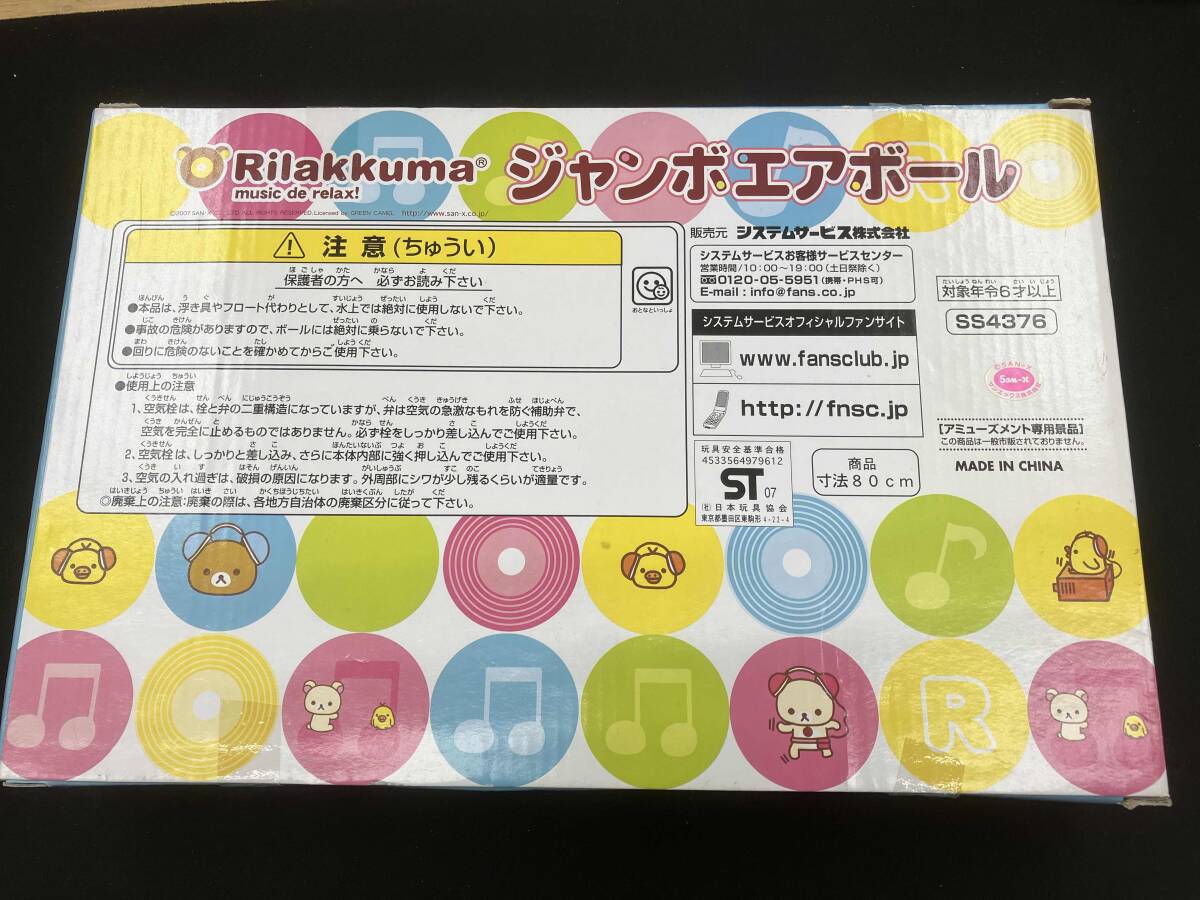 Rilakkuma® ジャンボエアボール
music de relax!
©2007 SAN-X CO.,LTD ALL RIGHTS RESERVED. Licensed by GREEN CAMEL http://www.san-x.co.jp/
注意(ちゅうい)
保護者の方へ 必ずお読み下さい
●本品は、浮き具やフロート代わりとして、水上では絶対に使用しないで下さい。
●事故の危険がありますので、ボールには絶対に乗らないで下さい。
●回りに危険のないことを確かめてからご使用下さい。
おとなといっしょ
●使用上の注意
1、空気栓は、栓と弁の二重構造になっていますが、弁は空気の急激なもれを防ぐ補助弁で、
空気を完全に止めるものではありません。必ず栓をしっかり差し込んでご使用下さい。
2、空気栓は、しっかりと差し込み、さらに本体内部に強く押し込んでご使用下さい。
3、空気の入れ過ぎは、破損の原因になります。外周部にシワが少し残るくらいが適量です。
◎廃棄上の注意:廃棄の際は、各地方自治体の廃棄区分に従って下さい。
販売元 システムサービス株式会社
システムサービスお客様サービスセンター
営業時間/10:00〜19:00(土日祭除く)
0120-05-5951(携帯・PHS可)
E-mail:info@fans.co.jp
システムサービスオフィシャルファンサイト
www.fansclub.jp
http://fnsc.jp
玩具安全基準合格
4533564979612
ST 07
(社)日本玩具協会
東京都墨田区東駒形4-22-4
商品
寸法80cm
対象年令6才以上
SS4376
©SAN-X
San-X
サンエックス株式会社
【アミューズメント専用景品】
この商品は一般市販されておりません。
MADE IN CHINA
R